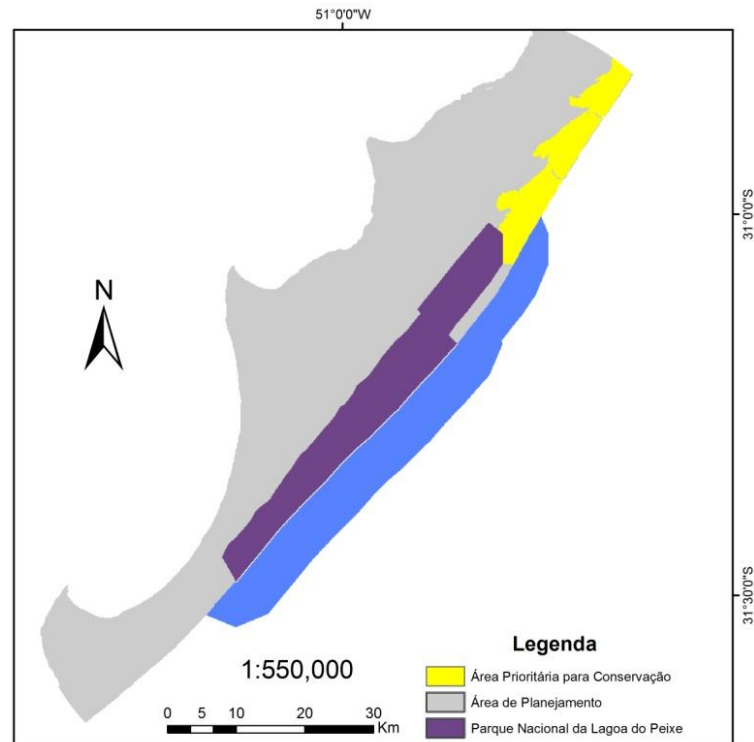 51°0'0"W
31°0'0"S
N
31°30'0"S
1:550,000
0 5 10 20 30
Km
Legenda
Área Prioritária para Conservação
Área de Planejamento
Parque Nacional da Lagoa do Peixe